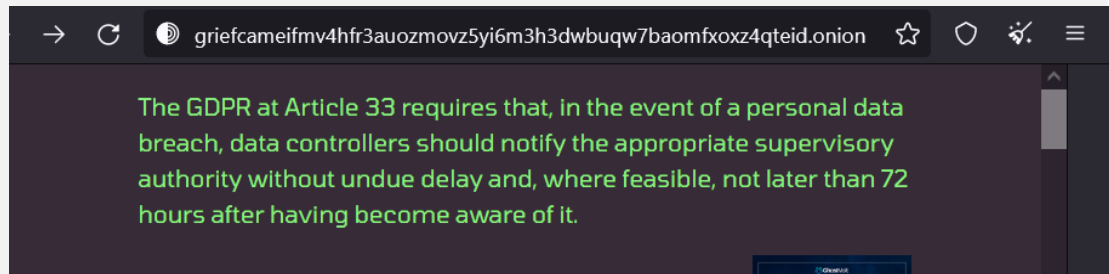 griefcameifmv4hfr3auozmovz5yi6m3h3dwbuqw7baomfxoxz4qteid.onion
The GDPR at Article 33 requires that, in the event of a personal data
breach, data controllers should notify the appropriate supervisory
authority without undue delay and, where feasible, not later than 72
hours after having become aware of it.